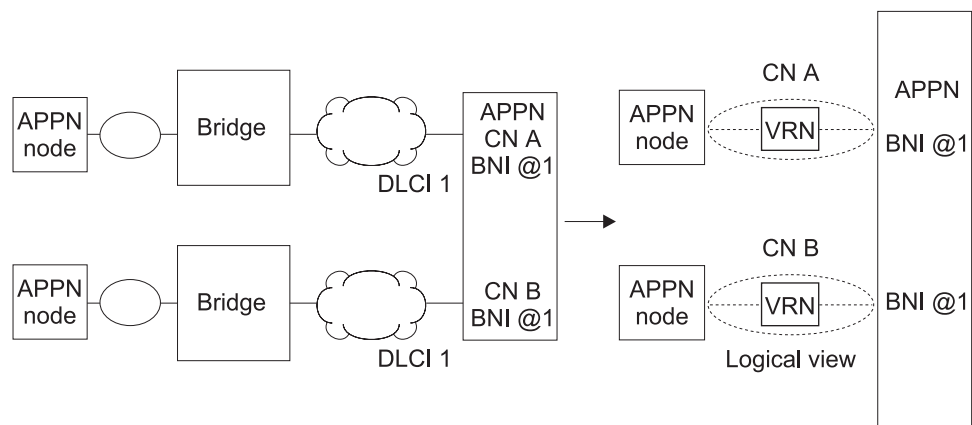 APPN
node
Bridge
DLCI 1
APPN
CN A
BNI @1
APPN
node
Bridge
DLCI 1
CN B
BNI @1
CN A
APPN
node
VRN
APPN
BNI @1
CN B
APPN
node
VRN
BNI @1
Logical view